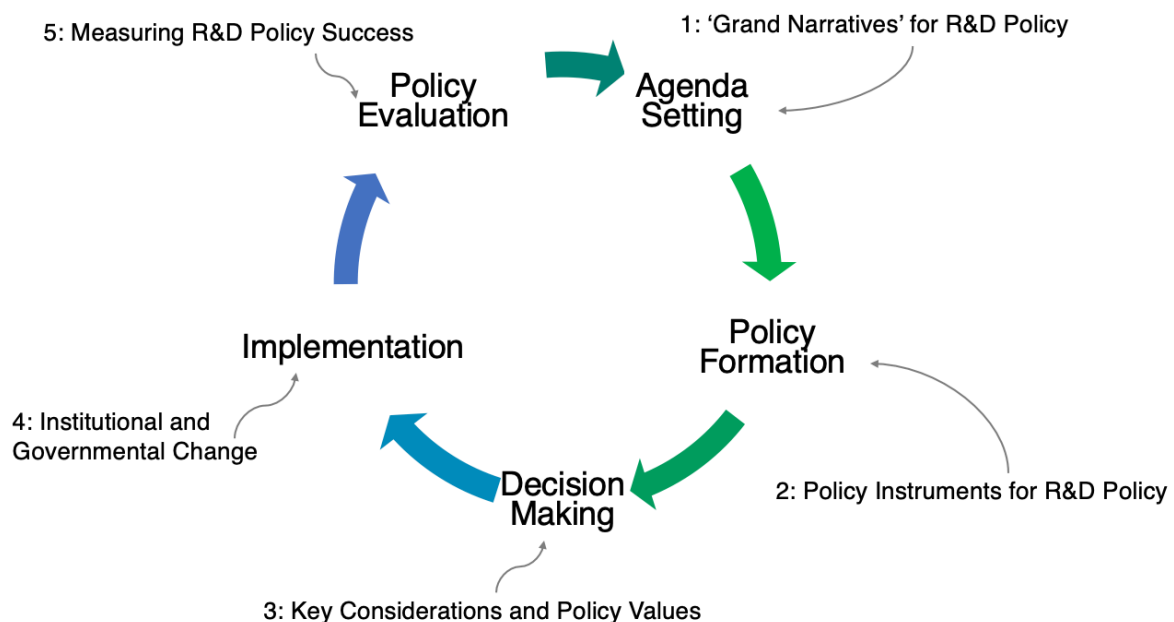 5: Measuring R&D Policy Success
1: ‘Grand Narratives’ for R&D Policy
Policy
Evaluation
Agenda
Setting
Policy
Formation
Implementation
4: Institutional and
Governmental Change
Decision
Making
2: Policy Instruments for R&D Policy
3: Key Considerations and Policy Values